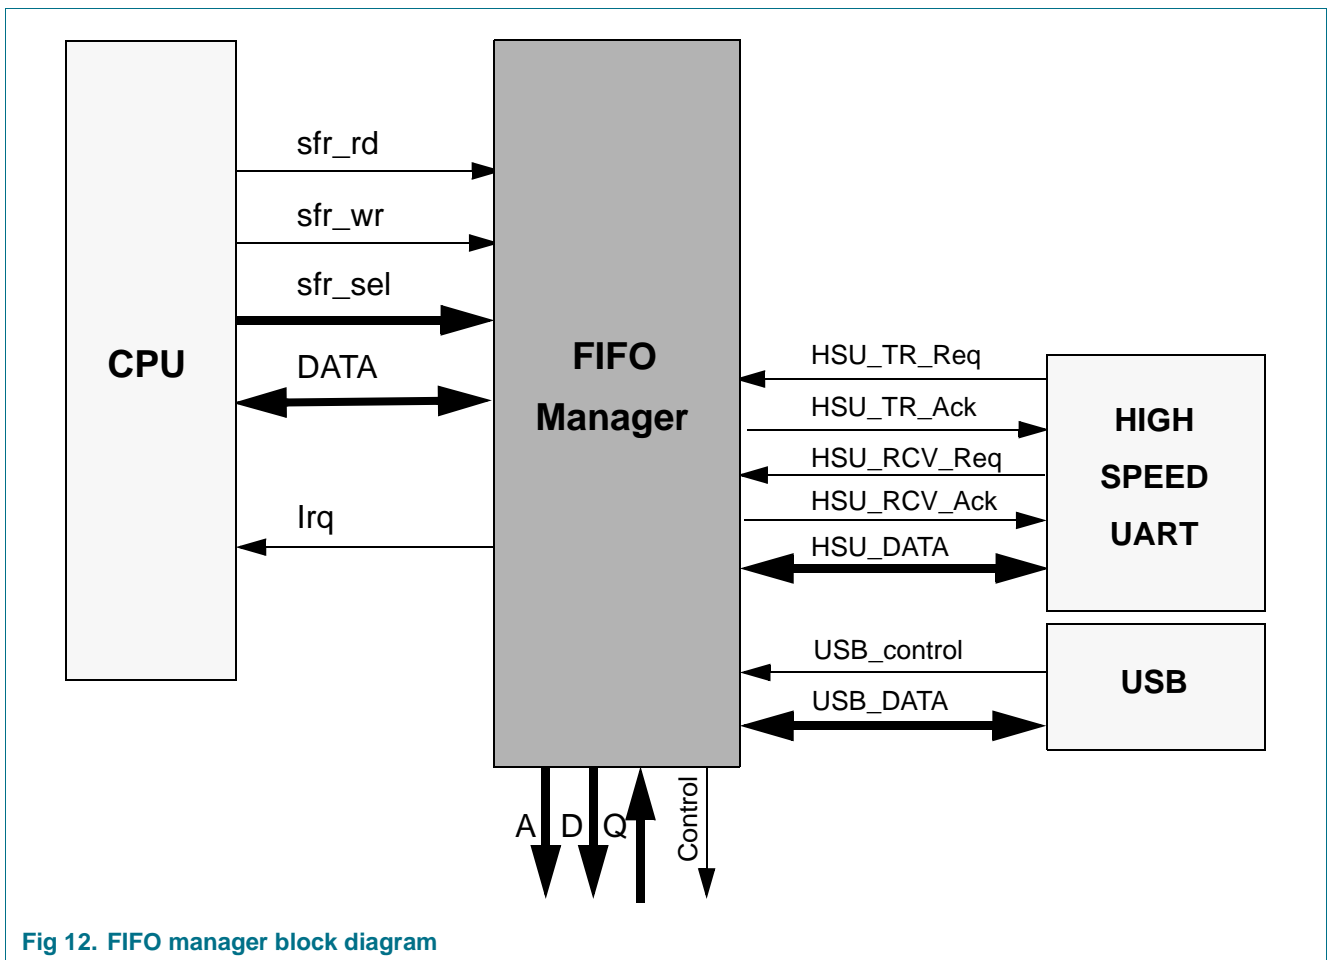 sfr_rd
sfr_wr
sfr_sel
CPU
DATA
Irq
FIFO
Manager
HSU_TR_Req
HSU_TR_Ack
HSU_RCV_Req
HSU_RCV_Ack
HSU_DATA
HIGH
SPEED
UART
USB_control
USB_DATA
USB
A
D
Q
Control
Fig 12. FIFO manager block diagram